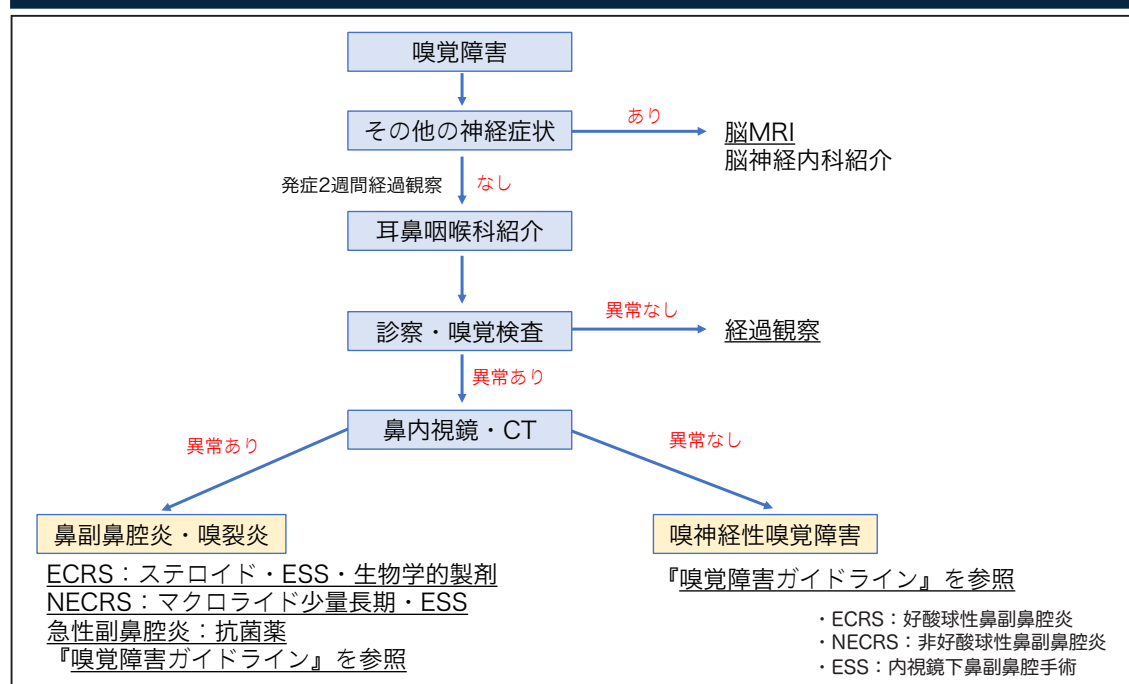 嗅覚障害
その他の神経症状
あり
脳MRI
脳神経内科紹介
発症2週間経過観察
なし
耳鼻咽喉科紹介
診察・嗅覚検査
異常なし
経過観察
異常あり
鼻内視鏡・CT
異常あり
異常なし
鼻副鼻腔炎・嗅裂炎
ECRS：ステロイド・ESS・生物学的製剤
NECRS：マクロライド少量長期・ESS
急性副鼻腔炎：抗菌薬
『嗅覚障害ガイドライン』を参照
嗅神経性嗅覚障害
『嗅覚障害ガイドライン』を参照
・ECRS：好酸球性鼻副鼻腔炎
・NECRS：非好酸球性鼻副鼻腔炎
・ESS：内視鏡下鼻副鼻腔手術